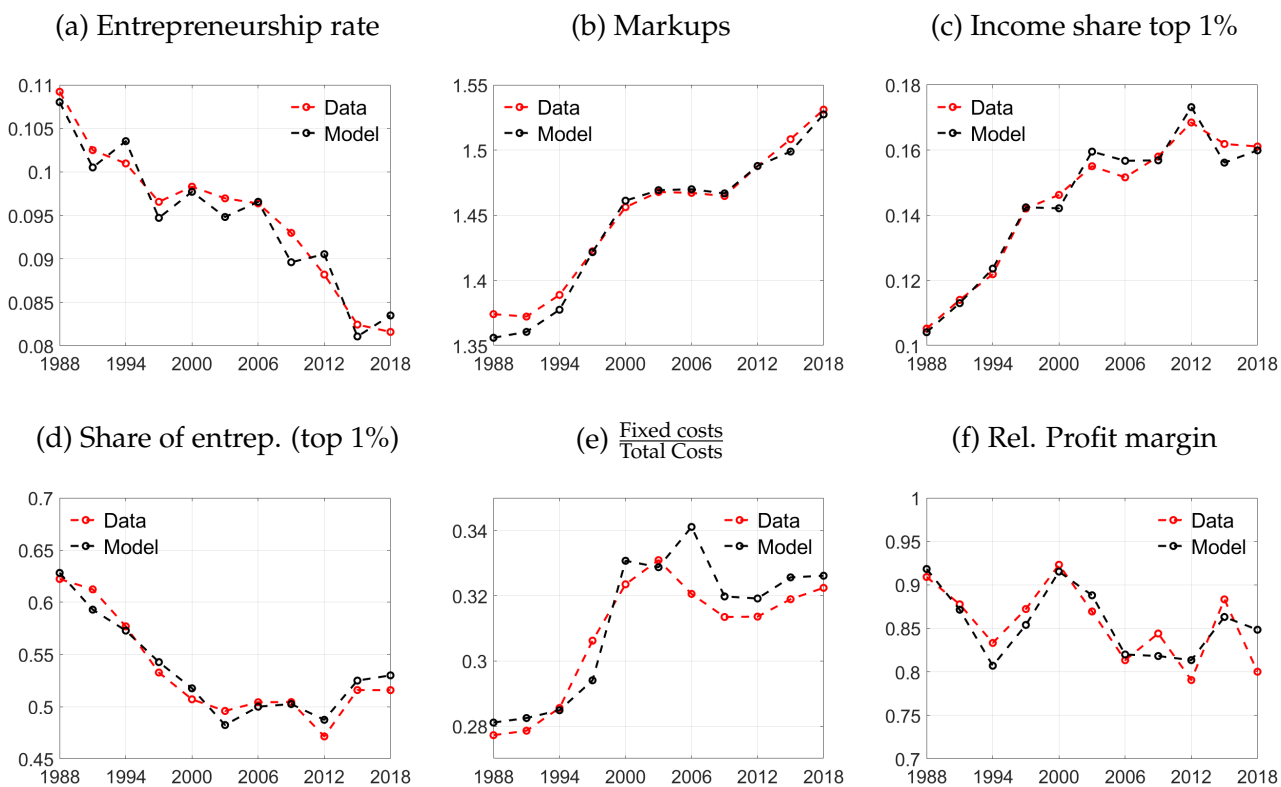 (a) Entrepreneurship rate
0.11
0.105
0.1
0.095
0.09
0.085
0.08
1988 1994 2000 2006 2012 2018
Data
Model
(b) Markups
1.55
1.5
1.45
1.4
1.35
1988 1994 2000 2006 2012 2018
Data
Model
(c) Income share top 1%
0.18
0.16
0.14
0.12
0.1
1988 1994 2000 2006 2012 2018
Data
Model
(d) Share of entrep. (top 1%)
0.7
0.65
0.6
0.55
0.5
0.45
1988 1994 2000 2006 2012 2018
Data
Model
(e) Fixed costs
Total Costs
0.34
0.32
0.3
0.28
1988 1994 2000 2006 2012 2018
Data
Model
(f) Rel. Profit margin
1
0.95
0.9
0.85
0.8
0.75
0.7
1988 1994 2000 2006 2012 2018
Data
Model